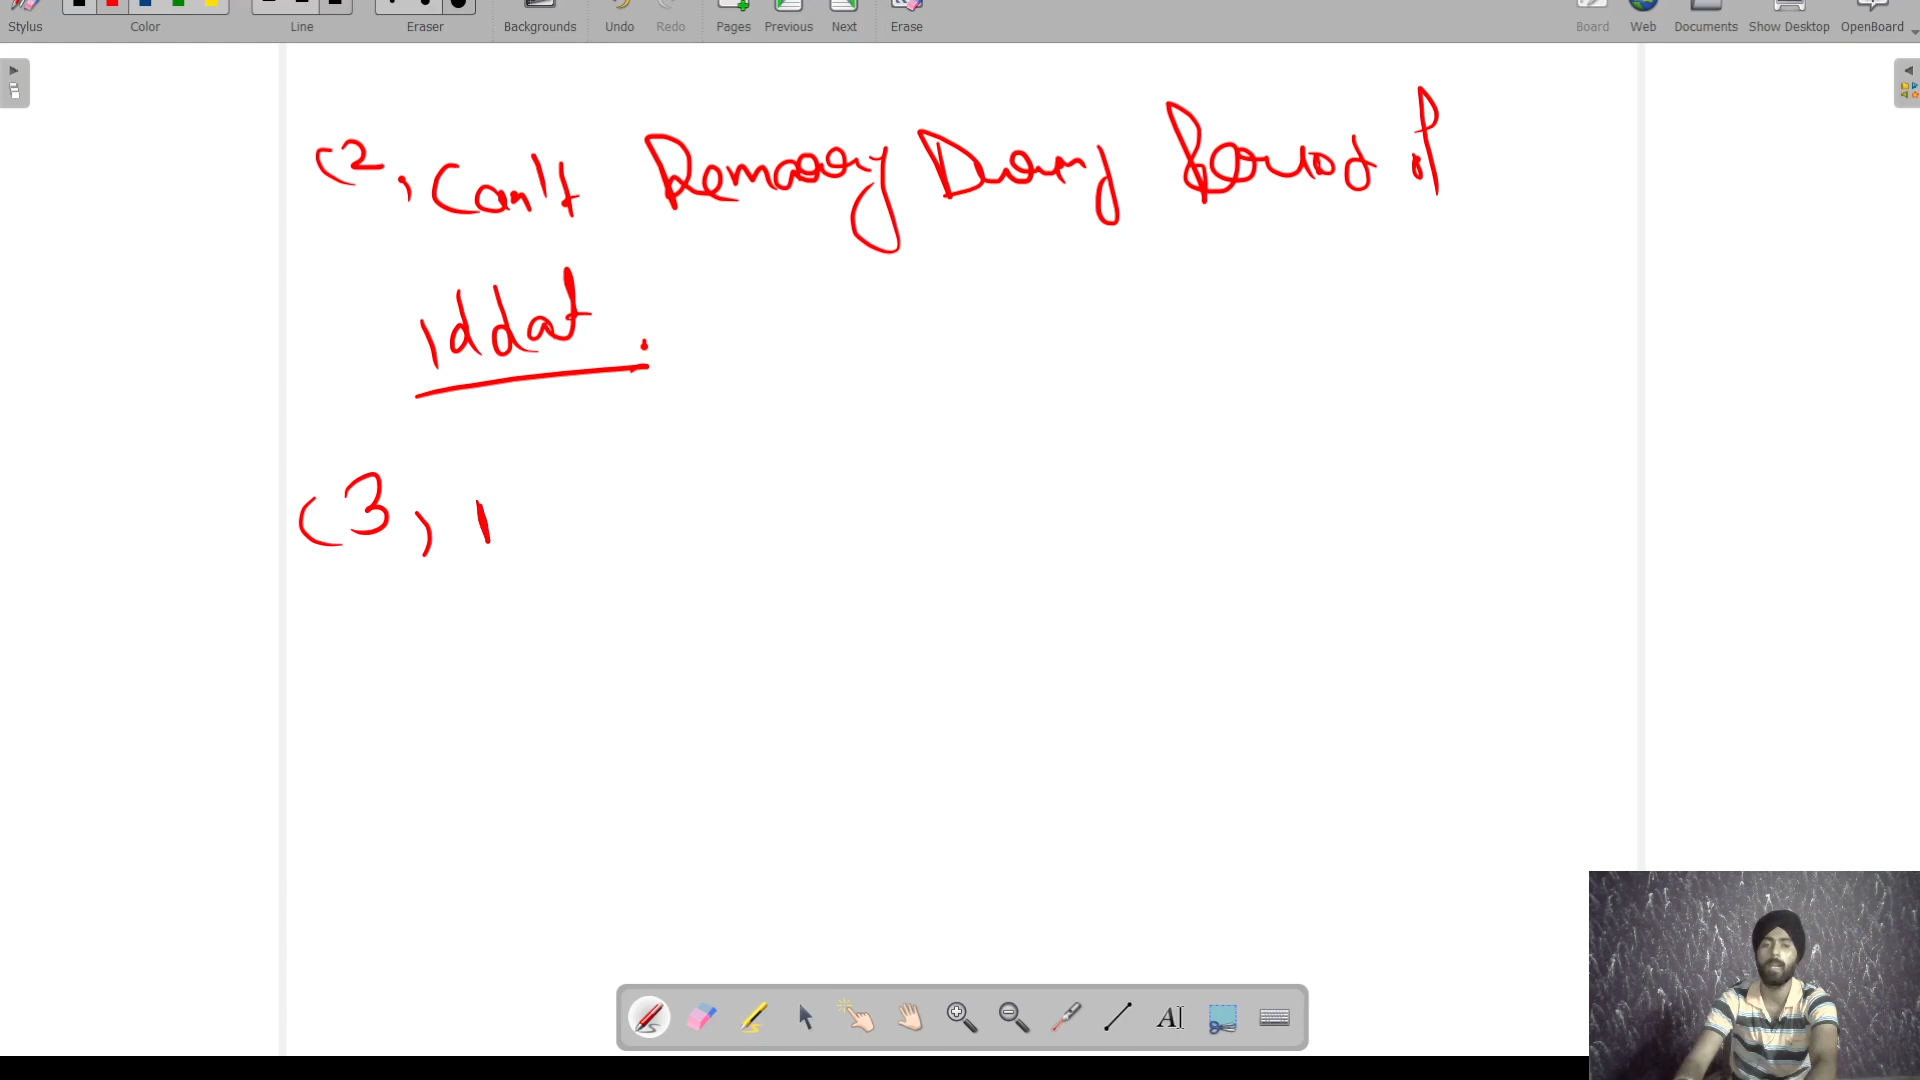 Stylus Color Line Eraser Backgrounds Undo Redo Pages Previous Next Erase Board Web Documents Show Desktop OpenBoard
(2, Can't Remarry During Period of
Iddat.
(3, I
AI